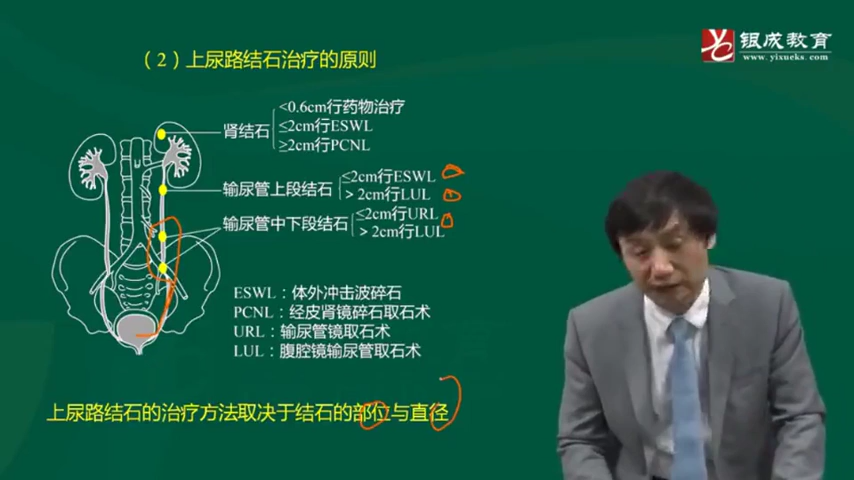 （2）上尿路结石治疗的原则
银成教育
www.yixueks.com
肾结石
<0.6cm行药物治疗
≤2cm行ESWL
≥2cm行PCNL
输尿管上段结石
≤2cm行ESWL
> 2cm行LUL
输尿管中下段结石
≤2cm行URL
> 2cm行LUL
ESWL：体外冲击波碎石
PCNL：经皮肾镜碎石取石术
URL：输尿管镜取石术
LUL：腹腔镜输尿管取石术
上尿路结石的治疗方法取决于结石的部位与直径